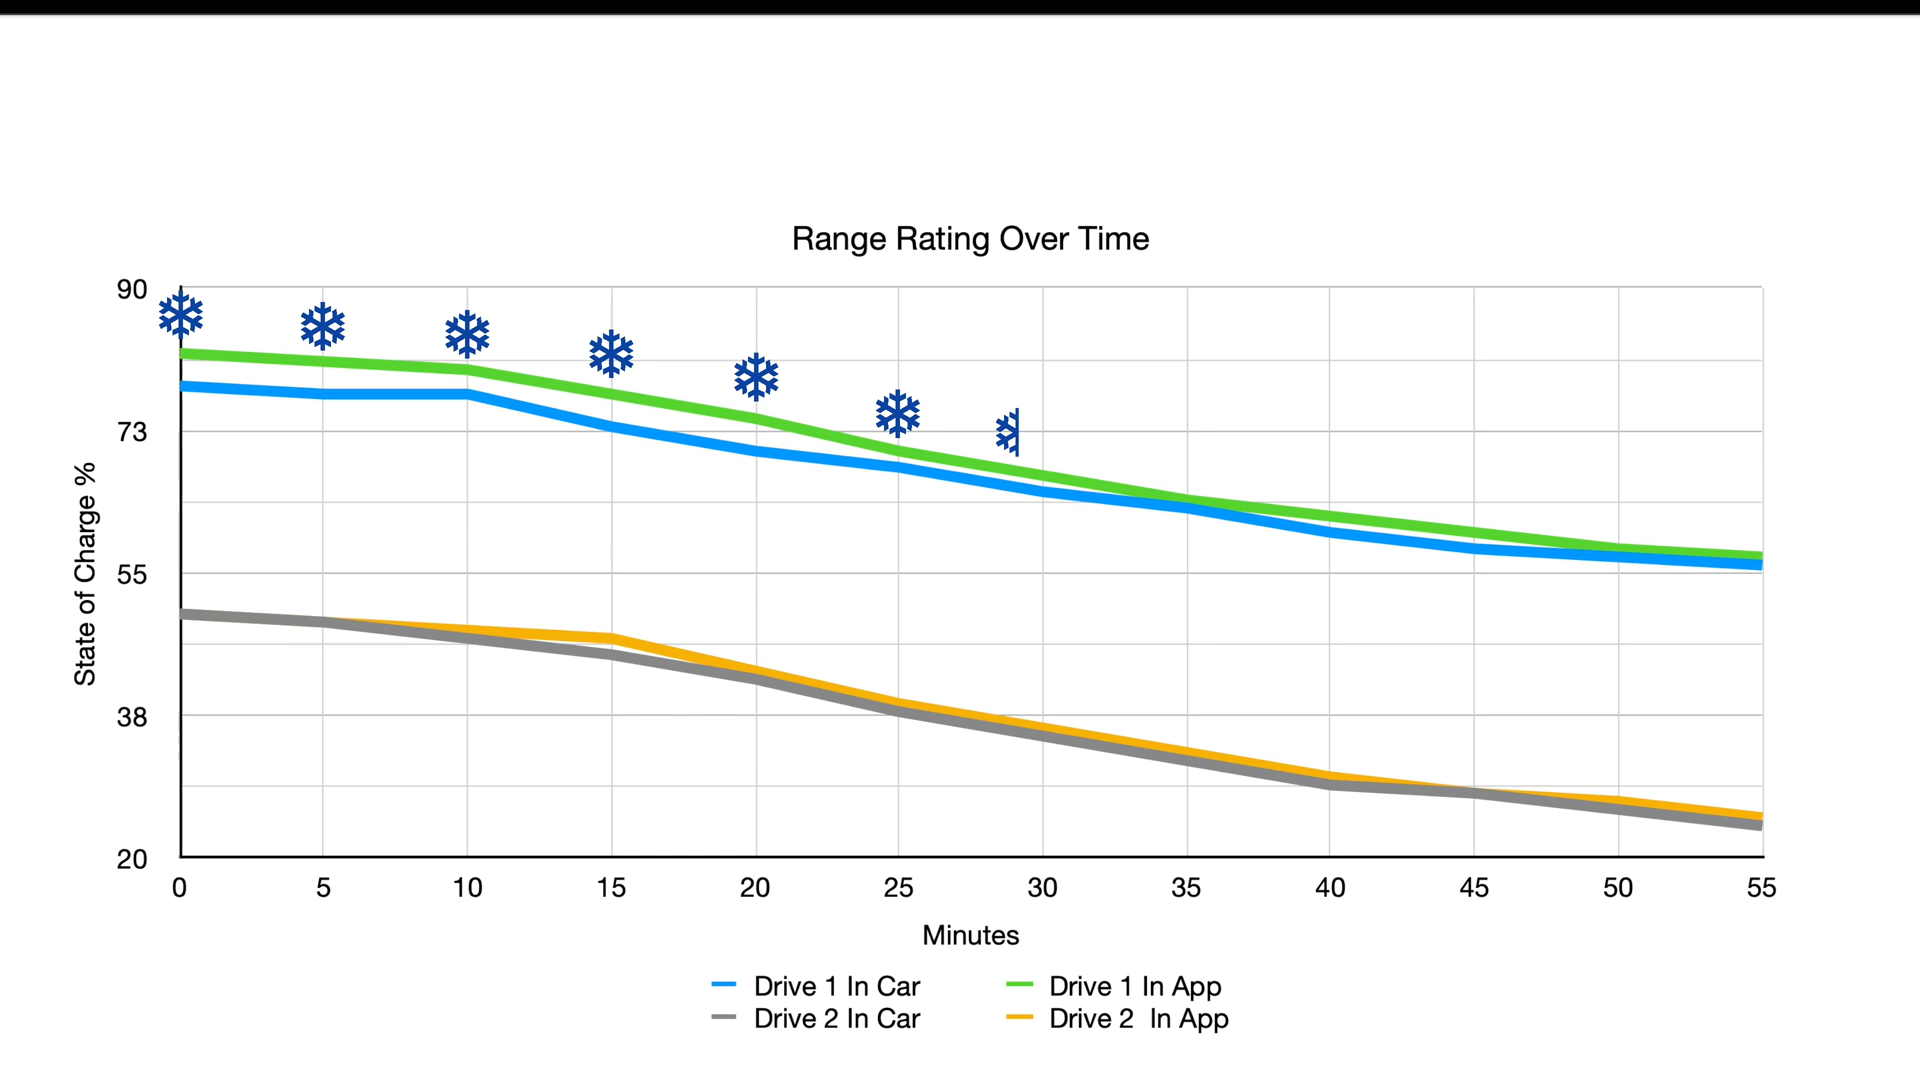 Range Rating Over Time
90
73
55
38
20
State of Charge %
0 5 10 15 20 25 30 35 40 45 50 55
Minutes
Drive 1 In Car Drive 1 In App
Drive 2 In Car Drive 2  In App